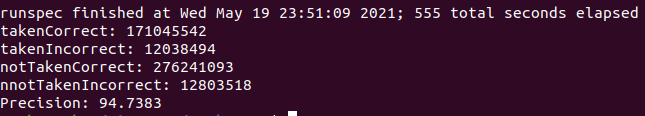 runspec finished at Wed May 19 23:51:09 2021; 555 total seconds elapsed
takenCorrect: 171045542
takenIncorrect: 12038494
notTakenCorrect: 276241093
nnotTakenIncorrect: 12803518
Precision: 94.7383